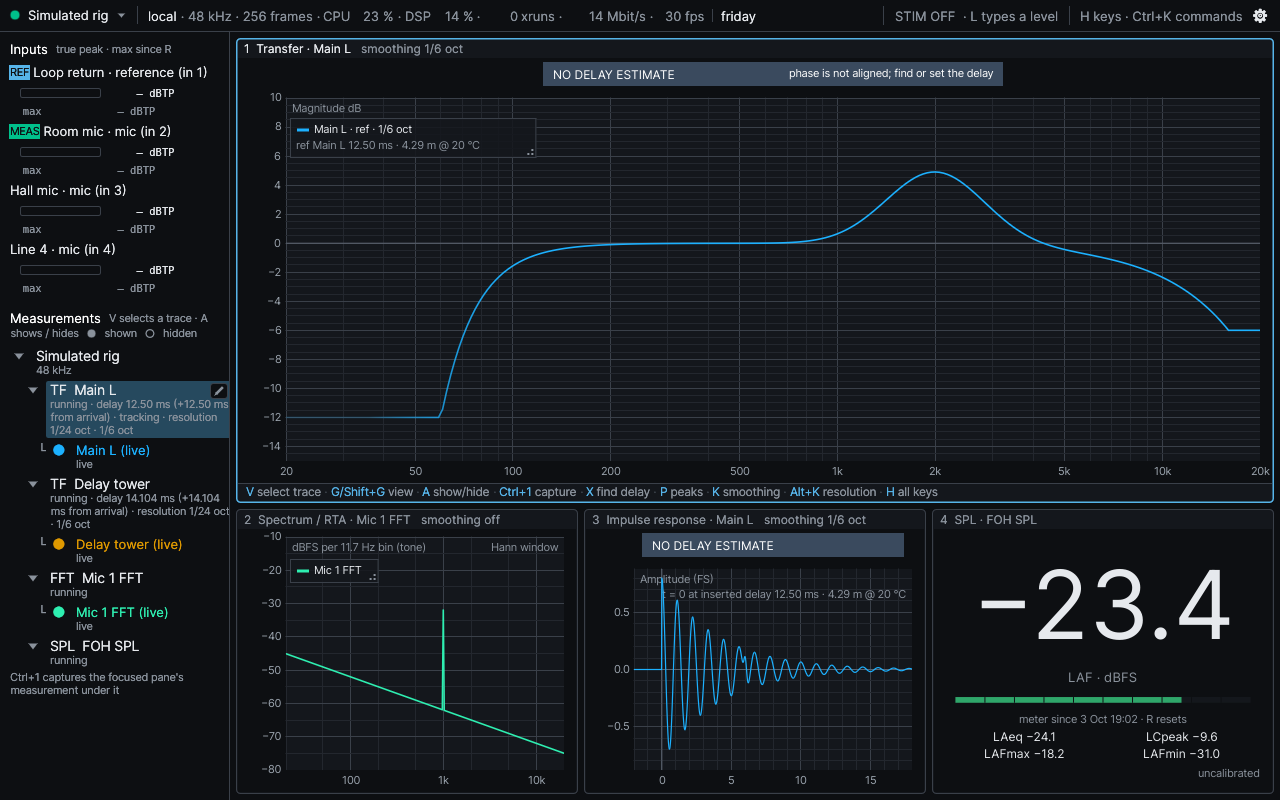 Simulated rig
local · 48 kHz · 256 frames · CPU 23 % · DSP 14 % · 0 xruns · 14 Mbit/s · 30 fps friday
STIM OFF · L types a level H keys · Ctrl+K commands
Inputs true peak · max since R
REF Loop return · reference (in 1)
– dBTP
max – dBTP
MEAS Room mic · mic (in 2)
– dBTP
max – dBTP
Hall mic · mic (in 3)
– dBTP
max – dBTP
Line 4 · mic (in 4)
– dBTP
max – dBTP
Measurements V selects a trace · A
shows / hides shown hidden
Simulated rig
48 kHz
TF Main L
running · delay 12.50 ms (+12.50 ms
from arrival) · tracking · resolution
1/24 oct · 1/6 oct
Main L (live)
live
TF Delay tower
running · delay 14.104 ms (+14.104
ms from arrival) · resolution 1/24 oct
· 1/6 oct
Delay tower (live)
live
FFT Mic 1 FFT
running
Mic 1 FFT (live)
live
SPL FOH SPL
running
Ctrl+1 captures the focused pane's
measurement under it
1 Transfer · Main L smoothing 1/6 oct
NO DELAY ESTIMATE phase is not aligned; find or set the delay
Magnitude dB
Main L · ref · 1/6 oct
ref Main L 12.50 ms · 4.29 m @ 20 °C
10
8
6
4
2
0
−2
−4
−6
−8
−10
−12
−14
20 50 100 200 500 1k 2k 5k 10k 20k
V select trace · G/Shift+G view · A show/hide · Ctrl+1 capture · X find delay · P peaks · K smoothing · Alt+K resolution · H all keys
2 Spectrum / RTA · Mic 1 FFT smoothing off
dBFS per 11.7 Hz bin (tone) Hann window
Mic 1 FFT
−10
−20
−30
−40
−50
−60
−70
−80
100 1k 10k
3 Impulse response · Main L smoothing 1/6 oct
NO DELAY ESTIMATE
Amplitude (FS)
t = 0 at inserted delay 12.50 ms · 4.29 m @ 20 °C
0.5
0.0
−0.5
0 5 10 15
4 SPL · FOH SPL
−23.4
LAF · dBFS
meter since 3 Oct 19:02 · R resets
LAeq −24.1 LCpeak −9.6
LAFmax −18.2 LAFmin −31.0
uncalibrated